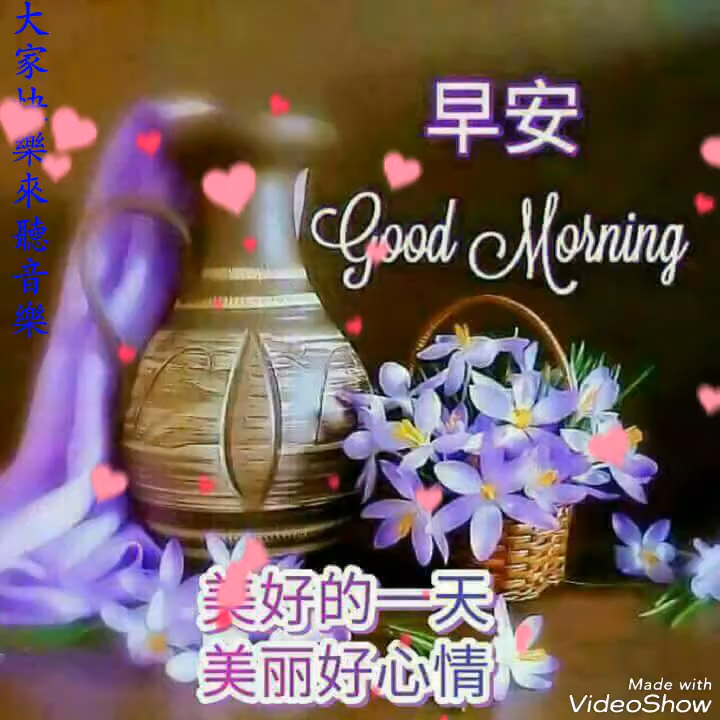 大家快樂來聽音樂
早安
Good Morning
美好的一天
美丽好心情
Made with
VideoShow